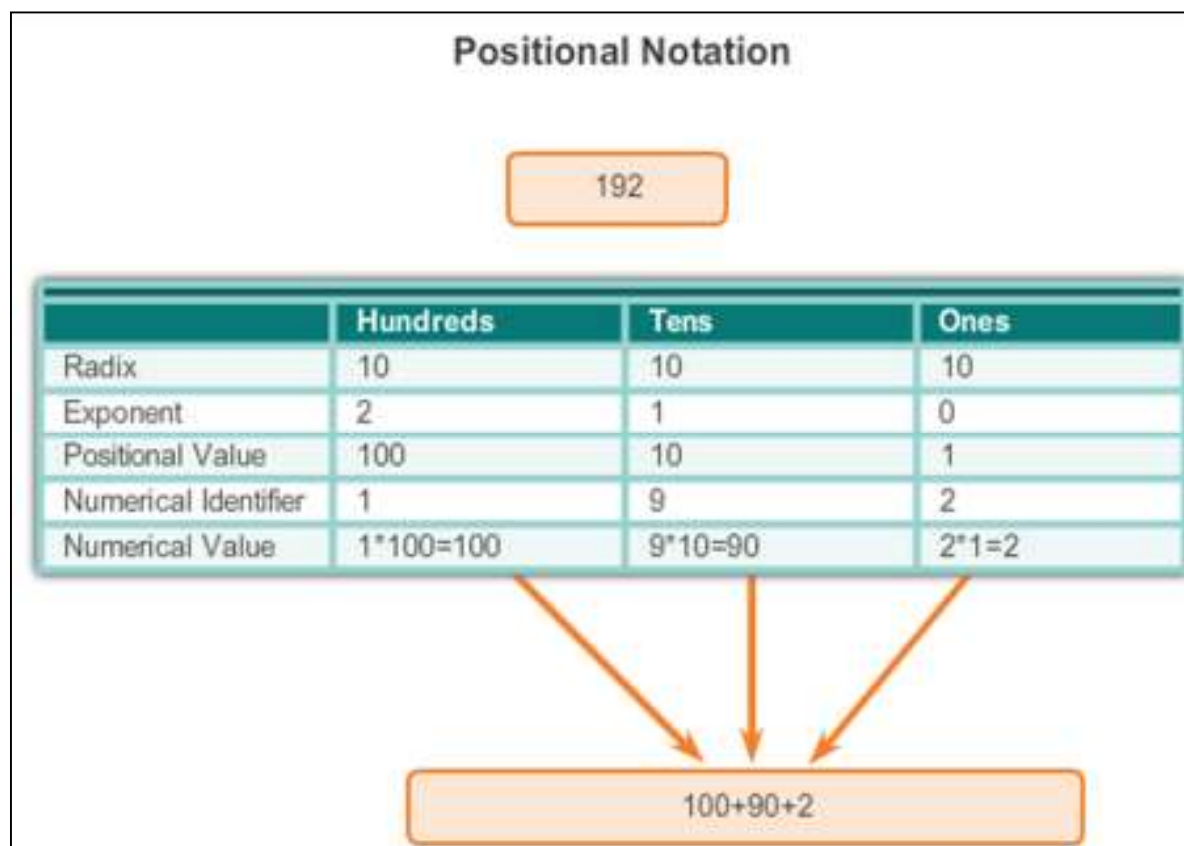 Positional Notation
192
Hundreds Tens Ones
Radix 10 10 10
Exponent 2 1 0
Positional Value 100 10 1
Numerical Identifier 1 9 2
Numerical Value 1*100=100 9*10=90 2*1=2
100+90+2